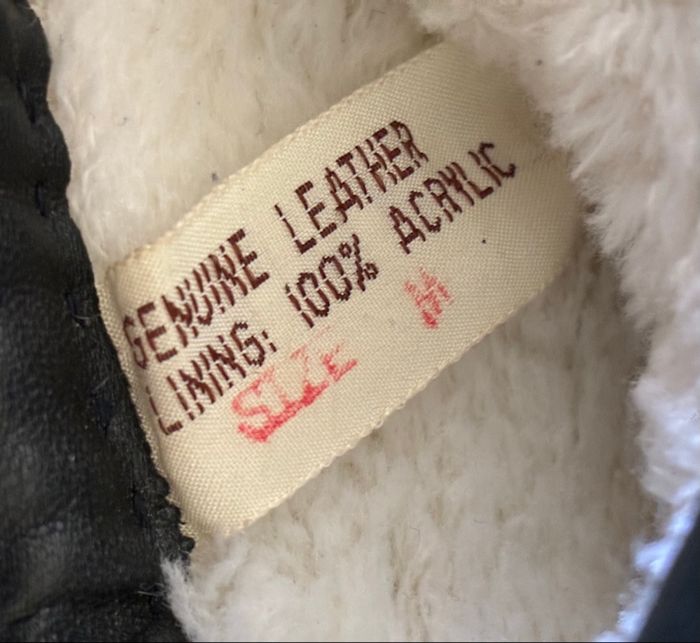 GENUINE LEATHER
LINING: 100% ACRYLIC
SIZE M